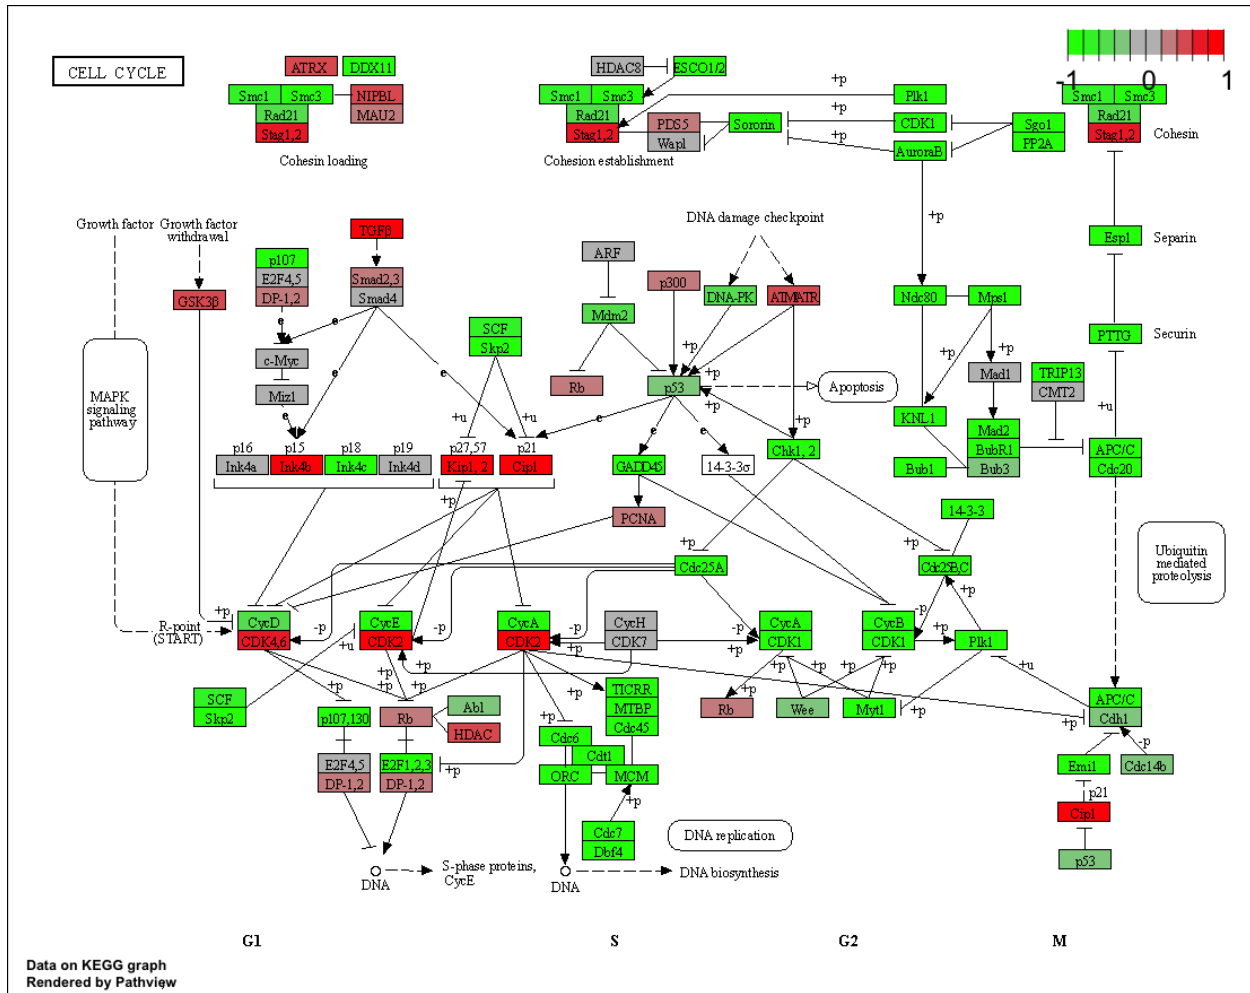 CELL CYCLE
ATRX
DDX11
Smc1
Smc3
NIPBL
Rad21
MAU2
Stag1,2
Cohesin loading
HDAC8
ESCO1/2
Smc1
Smc3
Rad21
Stag1,2
PDS5
Wapl
Sororin
Cohesion establishment
+p
Plk1
+p
CDK1
+p
AuroraB
Sgo1
PP2A
-1
0
1
Smc1
Smc3
Rad21
Stag1,2
Cohesin
+p
Growth factor
Growth factor
withdrawal
TGFβ
DNA damage checkpoint
Esp1
Separin
p107
E2F4,5
DP-1,2
Smad2,3
Smad4
ARF
p300
DNA-PK
ATM/ATR
GSK3β
Ndc80
Mps1
Mdm2
SCF
Skp2
e
e
e
e
c-Myc
Miz1
e
Rb
p53
+p
+p
+p
Apoptosis
+p
+p
Mad1
TRIP13
CMT2
PTTG
Securin
+u
MAPK
signaling
pathway
+u
+u
e
e
KNL1
Mad2
BubR1
Bub3
Bub1
APC/C
Cdc20
p16
Ink4a
p15
Ink4b
p18
Ink4c
p19
Ink4d
p27,57
Kip1, 2
p21
Cip1
GADD45
14-3-3σ
Chk1, 2
+p
PCNA
14-3-3
Ubiquitin
mediated
proteolysis
+p
Cdc25A
+p
Cdc25B,C
R-point
(START)
+p
CycD
CDK4,6
-p
CycE
CDK2
-p
+u
CycA
CDK2
-p
+p
CycH
CDK7
-p
+p
CycA
CDK1
CycB
CDK1
-p
+p
+p
Plk1
+u
SCF
Skp2
+p
+p
+p
+p
+p
+p
+p
+p
+p
+p
p107,130
Rb
Abl
HDAC
TICRR
MTBP
Cdc45
Rb
Wee
Myt1
APC/C
Cdh1
E2F4,5
DP-1,2
E2F1,2,3
DP-1,2
+p
Cdc6
Cdt1
ORC
MCM
+p
-p
Emi1
Cdc14b
p21
Cip1
p53
Cdc7
Dbf4
DNA replication
DNA
S-phase proteins,
CycE
DNA
DNA biosynthesis
G1
S
G2
M
Data on KEGG graph
Rendered by Pathview